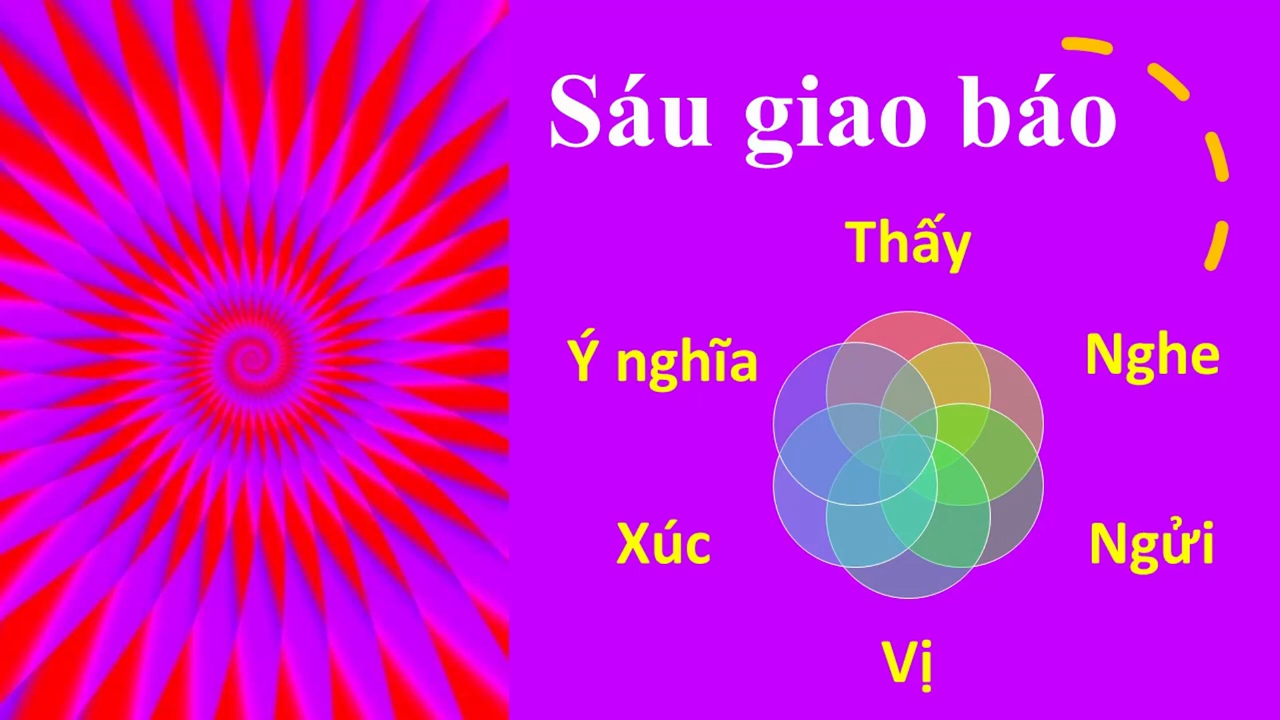 Sáu giao báo
Thấy
Nghe
Ngửi
Vị
Xúc
Ý nghĩa